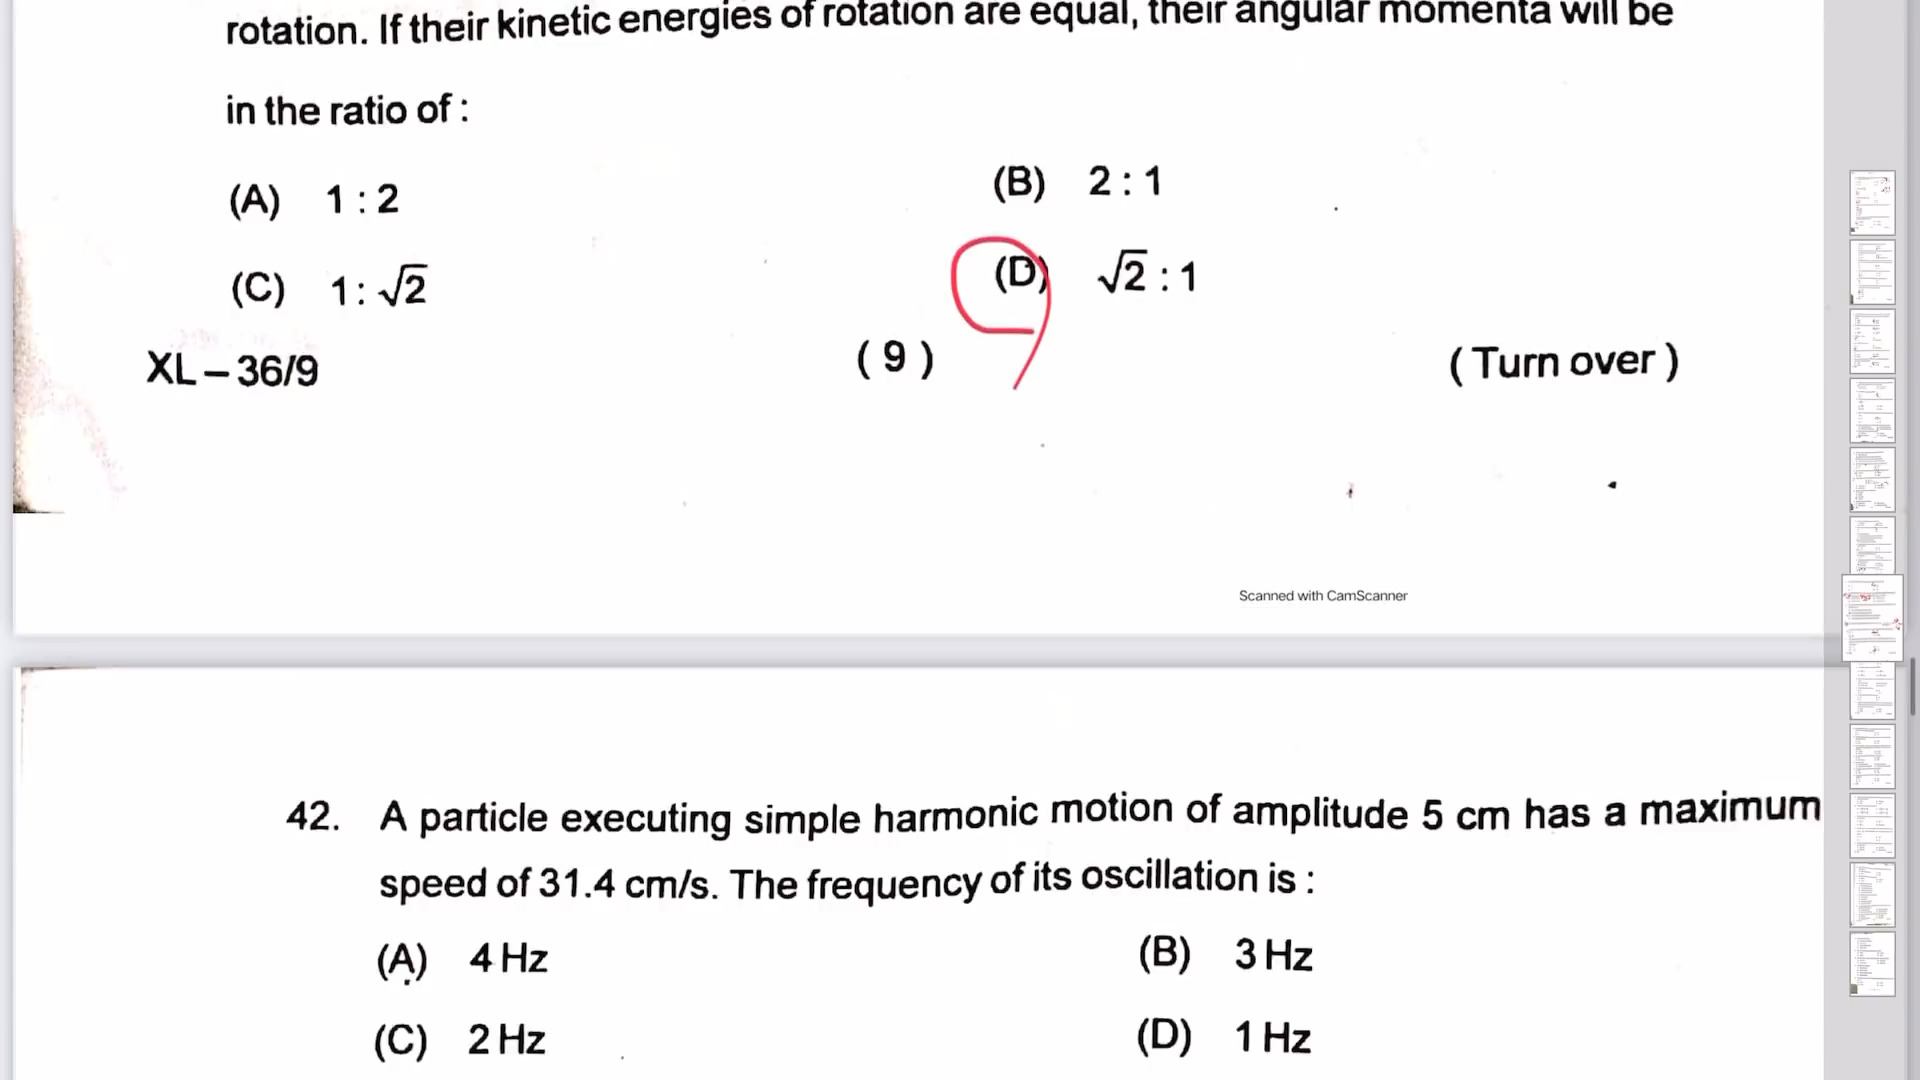 rotation. If their kinetic energies of rotation are equal, their angular momenta will be
in the ratio of :
(A) 1 : 2
(B) 2 : 1
(C) 1 : √2
(D) √2 : 1
XL – 36/9
( 9 )
( Turn over )
Scanned with CamScanner
42. A particle executing simple harmonic motion of amplitude 5 cm has a maximum
speed of 31.4 cm/s. The frequency of its oscillation is :
(A) 4 Hz
(B) 3 Hz
(C) 2 Hz
(D) 1 Hz